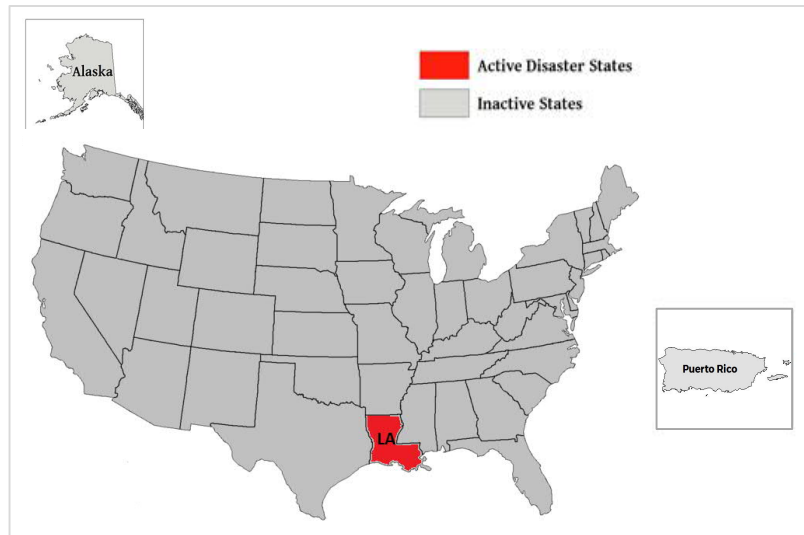 Alaska
Active Disaster States
Inactive States
Puerto Rico
LA